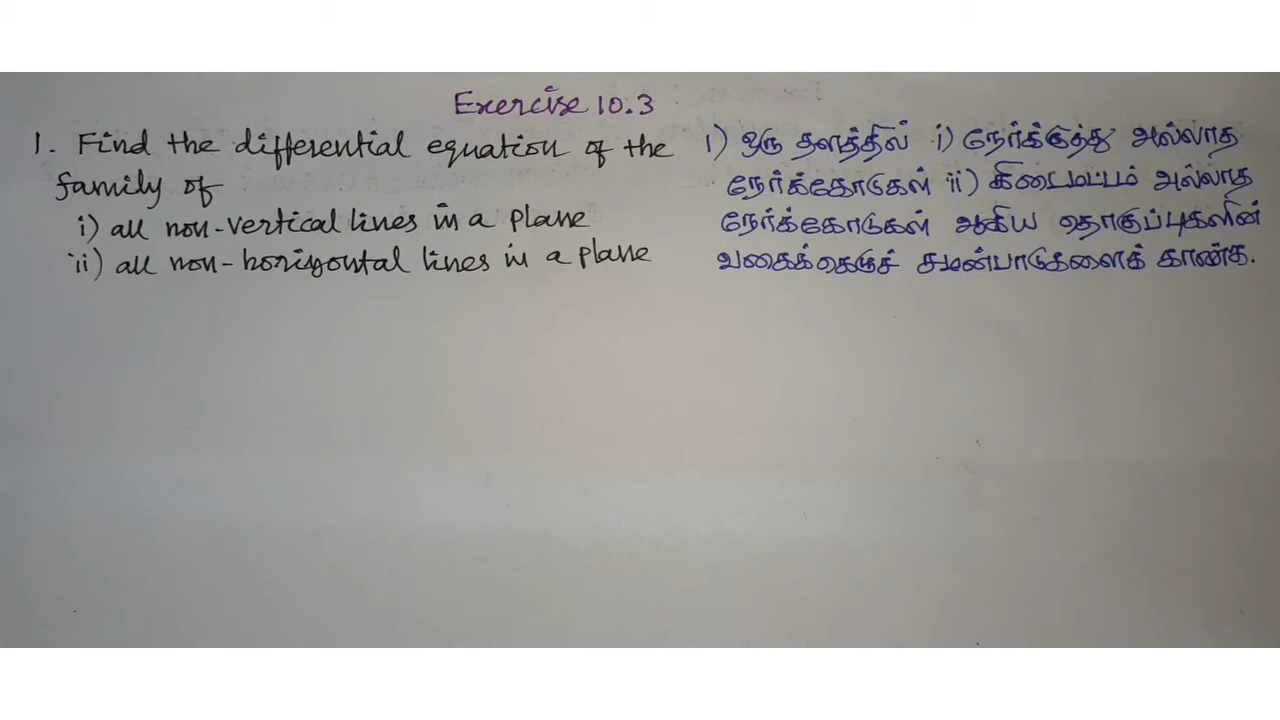 Exercise 10.3
1. Find the differential equation of the
family of
i) all non-vertical lines in a plane
ii) all non-horizontal lines in a plane
1) ஒரு தளத்தில் i) நேர்க்குத்து அல்லாத
நேர்க்கோடுகள் ii) கிடைமட்டம் அல்லாத
நேர்க்கோடுகள் ஆகிய தொகுப்புகளின்
வகைக்கெழுச் சமன்பாடுகளைக் காண்க.